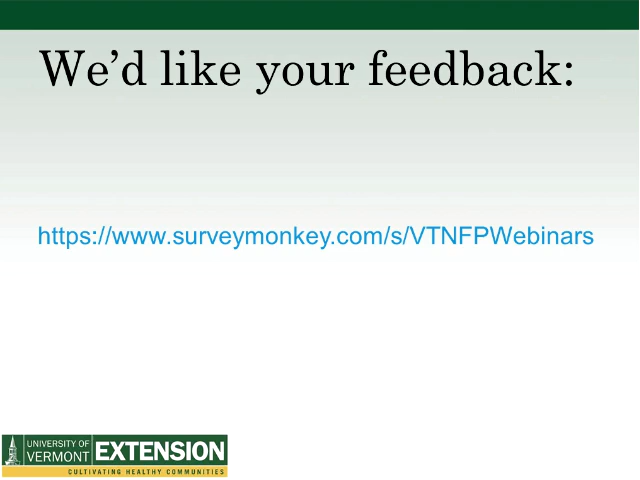 We’d like your feedback:
https://www.surveymonkey.com/s/VTNFPWebinars
UNIVERSITY OF
VERMONT EXTENSION
CULTIVATING HEALTHY COMMUNITIES